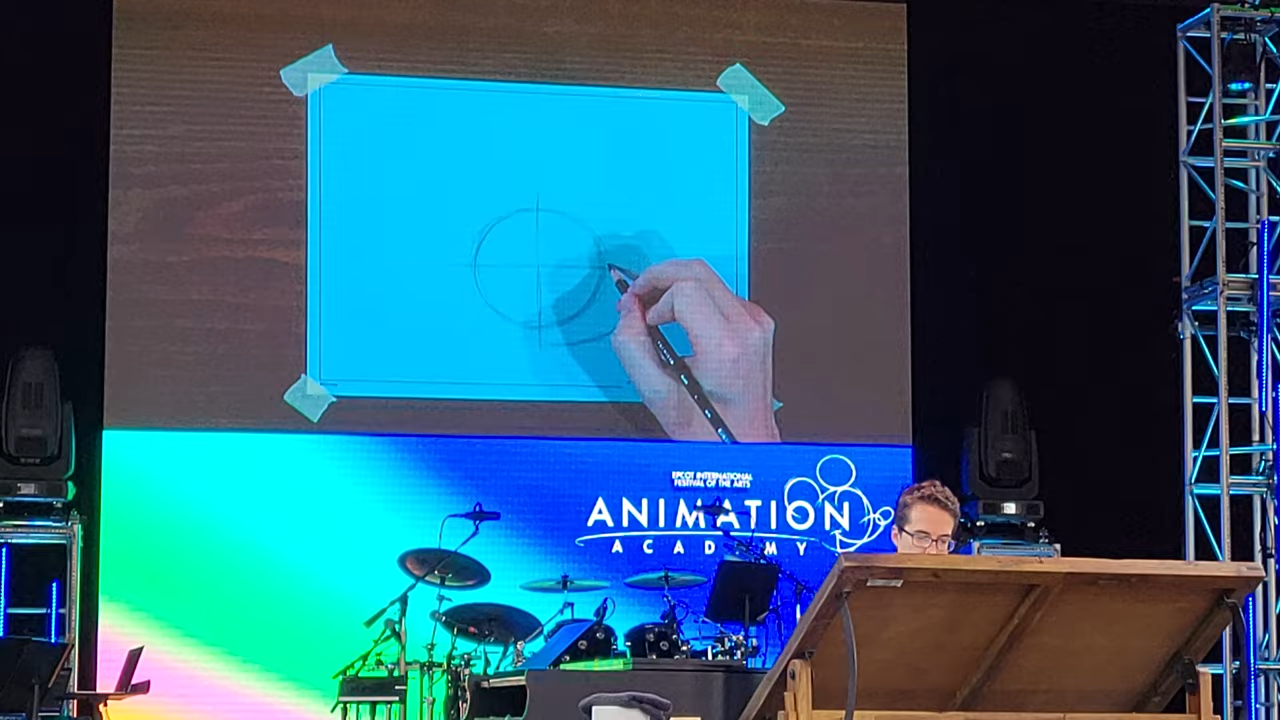 EPCOT INTERNATIONAL
FESTIVAL OF THE ARTS
ANIMATION
ACADEMY